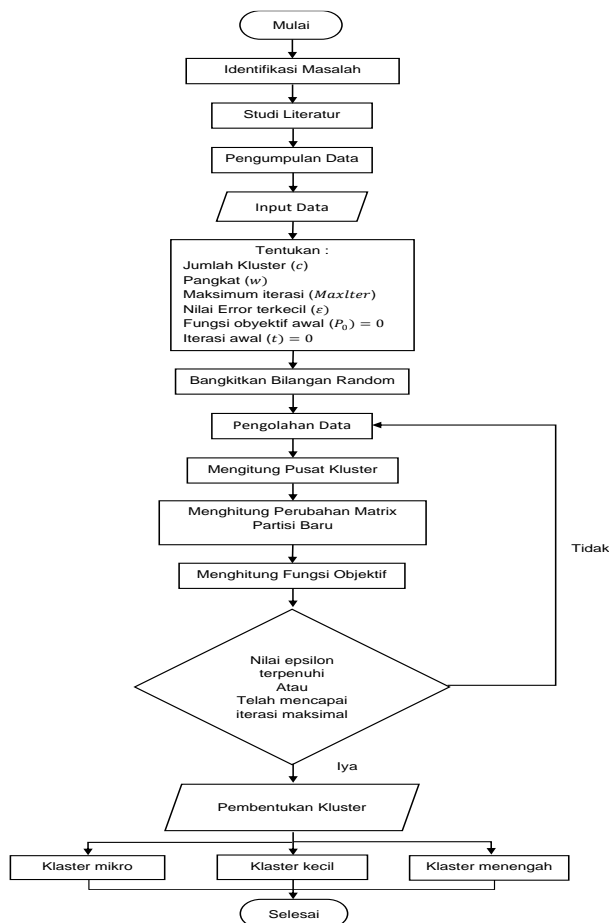 Mulai
Identifikasi Masalah
Studi Literatur
Pengumpulan Data
Input Data
Tentukan :
Jumlah Kluster (c)
Pangkat (w)
Maksimum iterasi (MaxIter)
Nilai Error terkecil (ε)
Fungsi obyektif awal (P₀) = 0
Iterasi awal (t) = 0
Bangkitkan Bilangan Random
Pengolahan Data
Mengitung Pusat Kluster
Menghitung Perubahan Matrix
Partisi Baru
Tidak
Menghitung Fungsi Objektif
Nilai epsilon
terpenuhi
Atau
Telah mencapai
iterasi maksimal
Iya
Pembentukan Kluster
Klaster mikro
Klaster kecil
Klaster menengah
Selesai